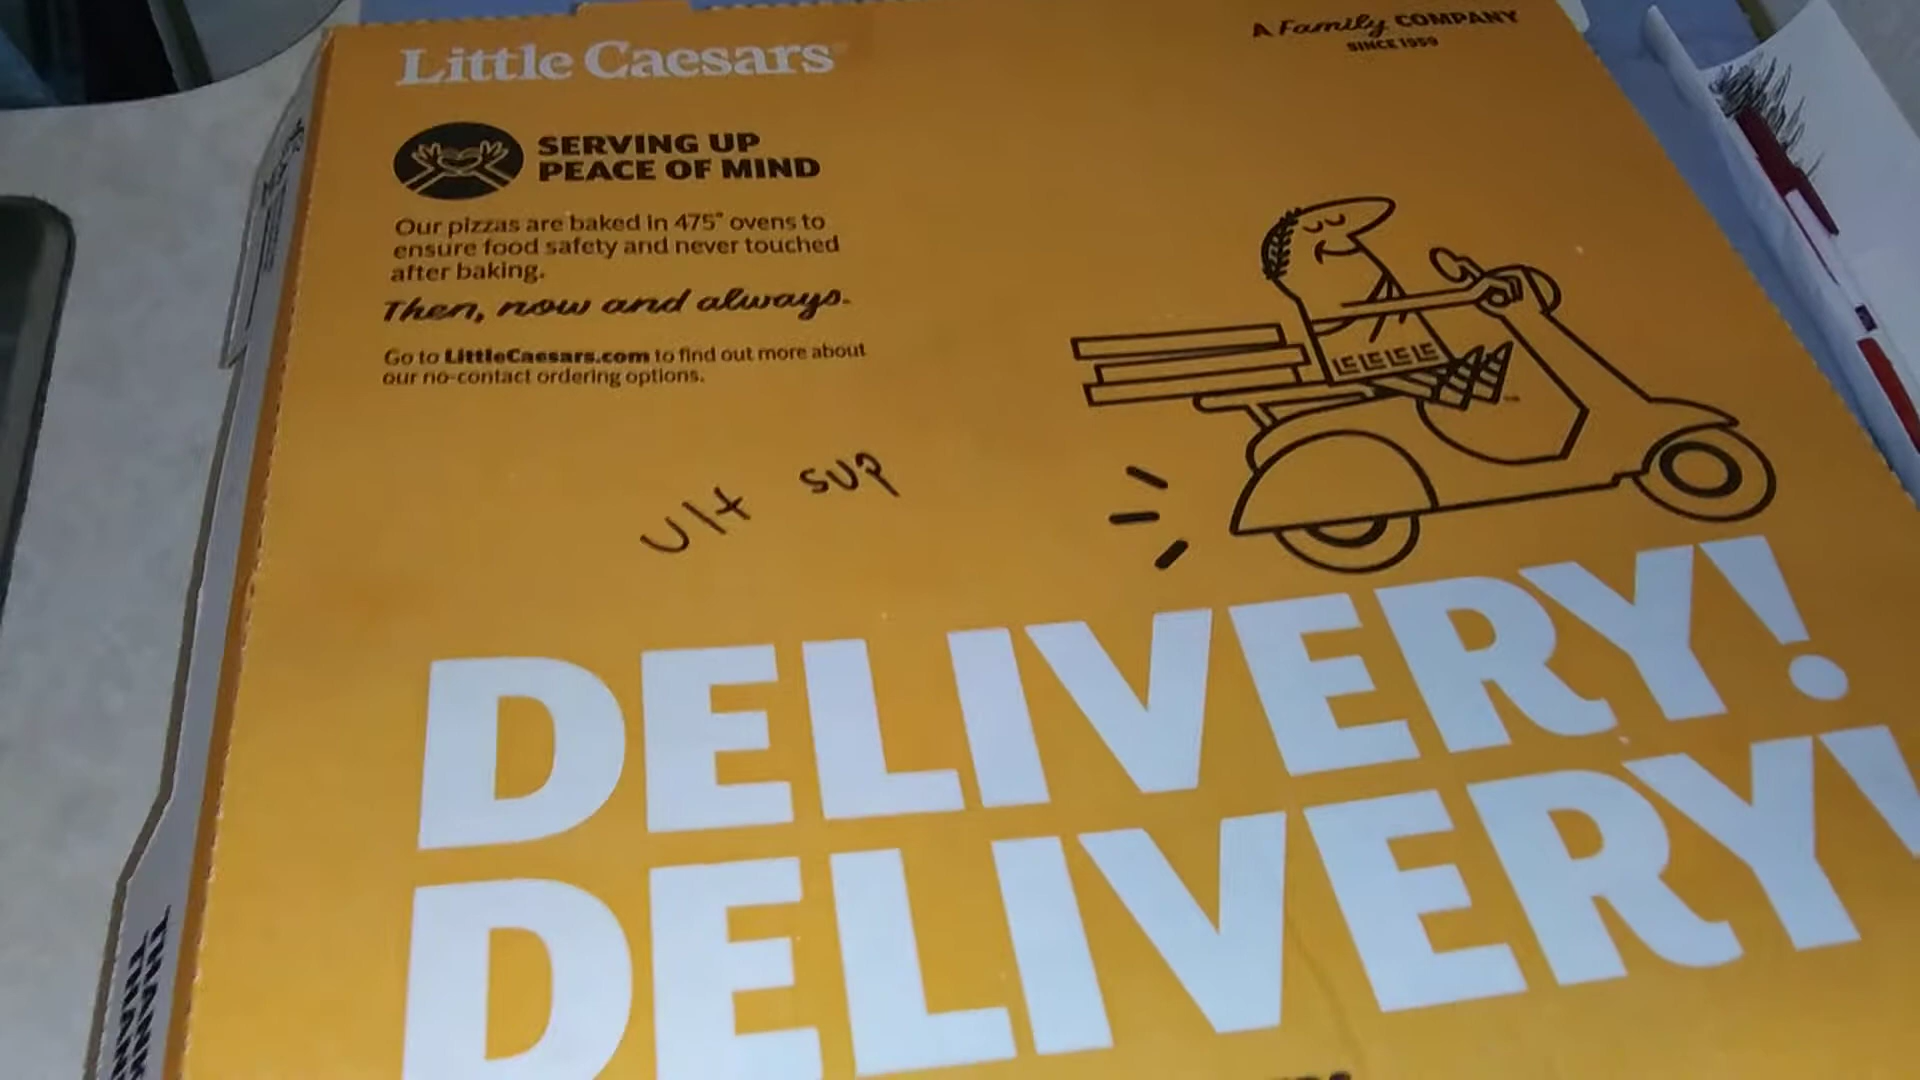 Little Caesars
A Family COMPANY
SINCE 1959
SERVING UP
PEACE OF MIND
Our pizzas are baked in 475° ovens to
ensure food safety and never touched
after baking.
Then, now and always.
Go to LittleCaesars.com to find out more about
our no-contact ordering options.
Ult sup
DELIVERY!
DELIVERY!